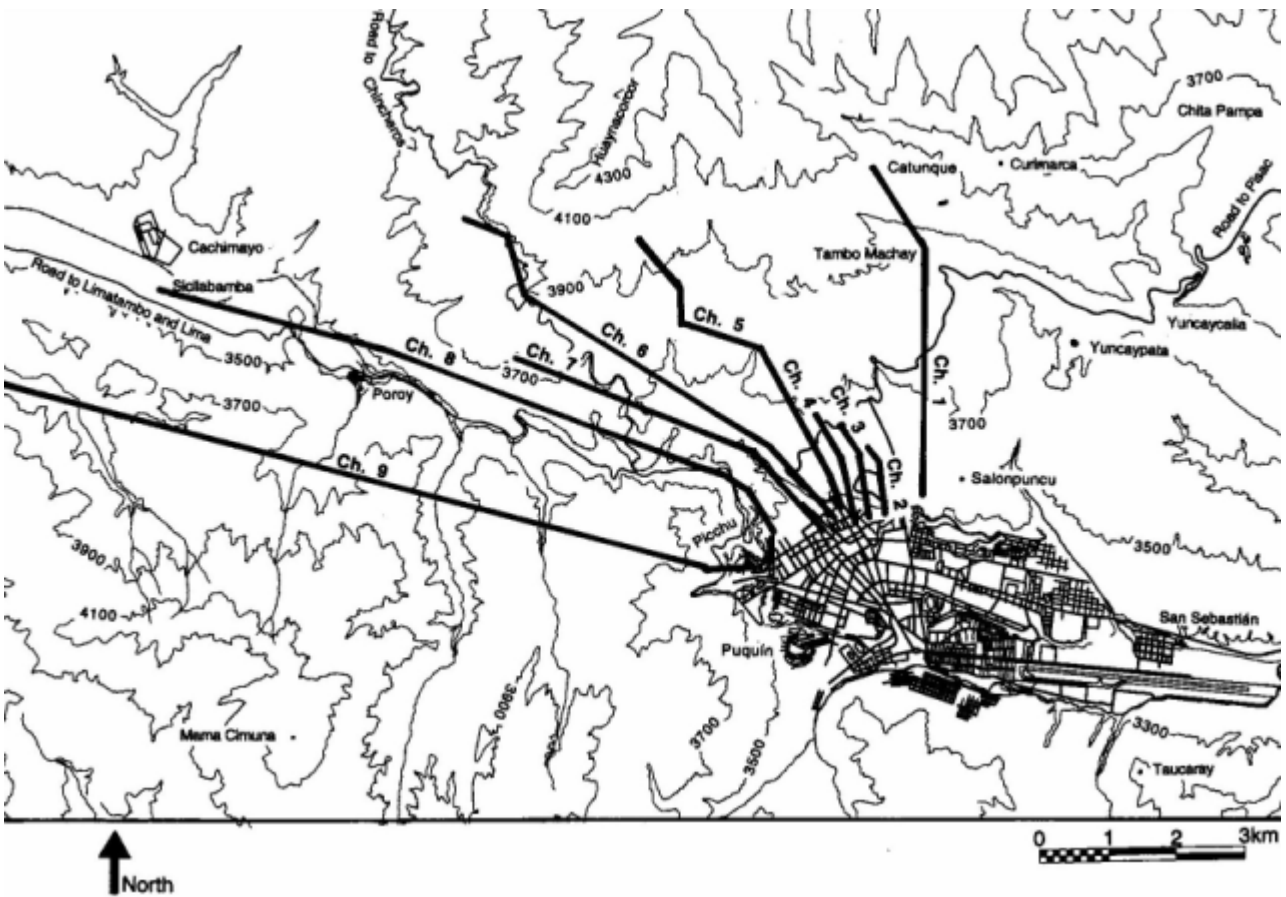 Road to Chincheros
Huaynacorcor
4300
4100
3900
3700
Chita Pampa
Catunque
Curimarca
Road to Pisac
Tambo Machay
Cachimayo
Sicllabamba
Road to Limatambo and Lima
3500
3700
Poroy
Ch. 8
Ch. 7
3700
Ch. 6
Ch. 5
Ch. 4
Ch. 3
Ch. 2
Ch. 1
Yuncaycalla
Yuncaypata
3700
Salonpuncu
Ch. 9
Picchu
3500
3900
4100
San Sebastián
Puquín
3900
3700
3500
3300
Mama Cimuna
Taucaray
0 1 2 3km
North